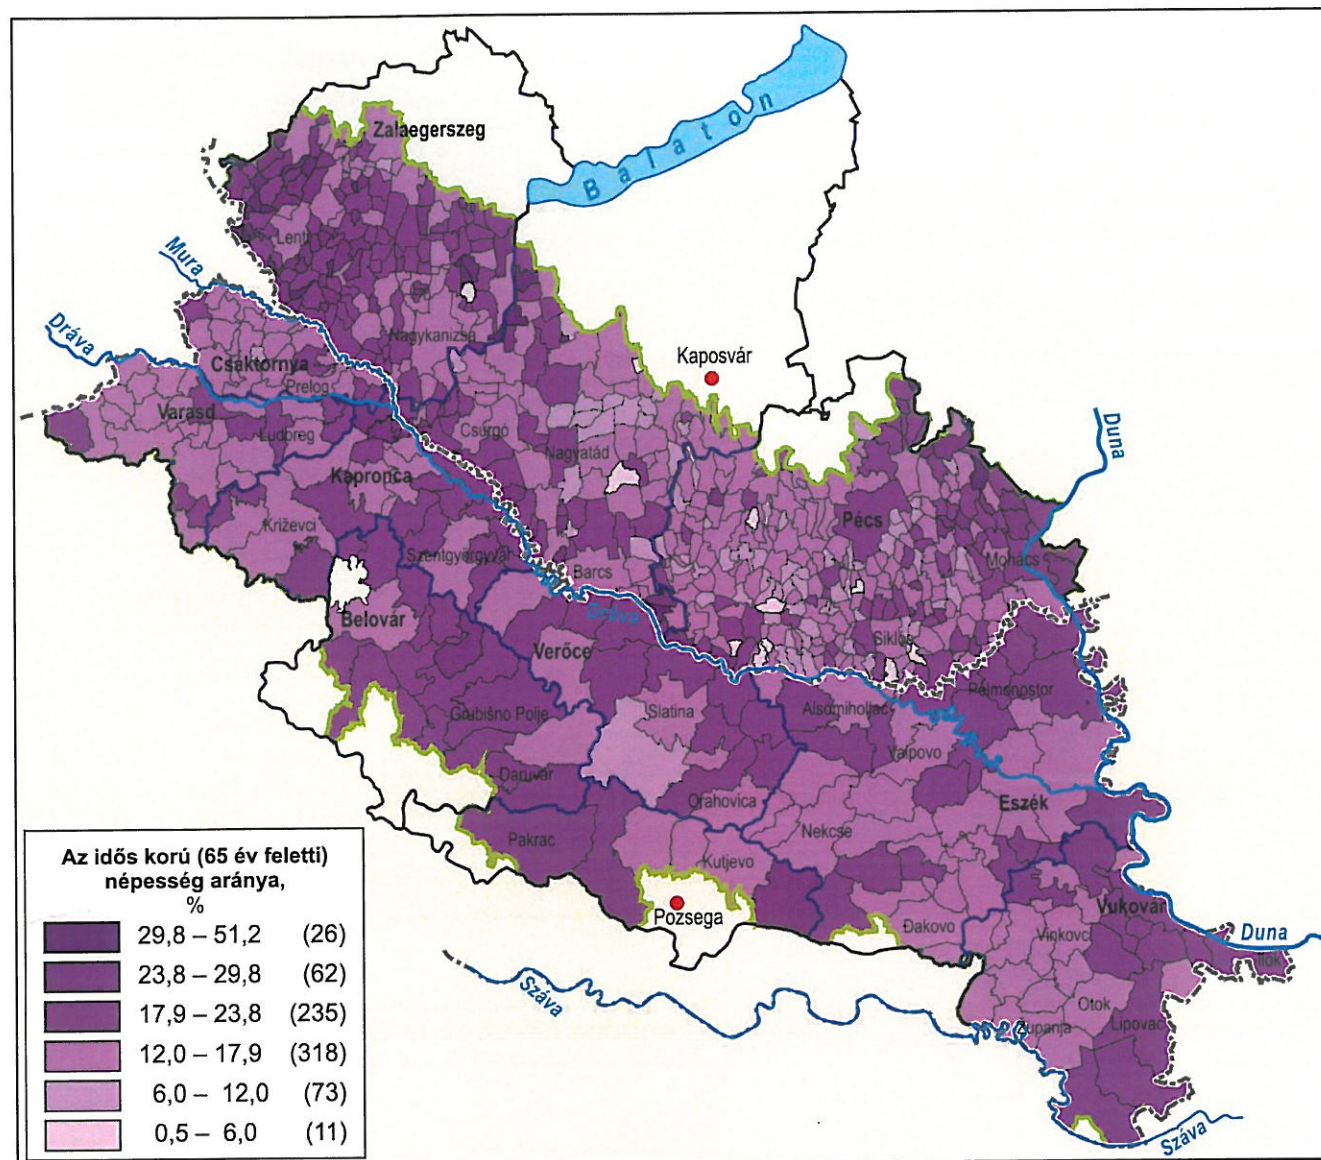 Zalaegerszeg
Balaton
Lenti
Mura
Dráva
Nagykanizsa
Kaposvár
Csáktornya
Prelog
Varasd
Ludbreg
Csurgó
Nagyatád
Kapronca
Duna
Križevci
Pécs
Szentgyörgyvár
Barcs
Mohács
Belovár
Dráva
Verőce
Siklós
Pélmonostor
Grubišno Polje
Slatina
Alsómiholjac
Valpovo
Daruvár
Orahovica
Eszék
Pakrac
Nekcse
Kutjevo
Pozsega
Vukovár
Đakovo
Vinkovci
Duna
Ilok
Száva
Otok
Županja
Lipovac
Száva
Az idős korú (65 év feletti)
népesség aránya,
%
29,8 – 51,2 (26)
23,8 – 29,8 (62)
17,9 – 23,8 (235)
12,0 – 17,9 (318)
6,0 – 12,0 (73)
0,5 – 6,0 (11)